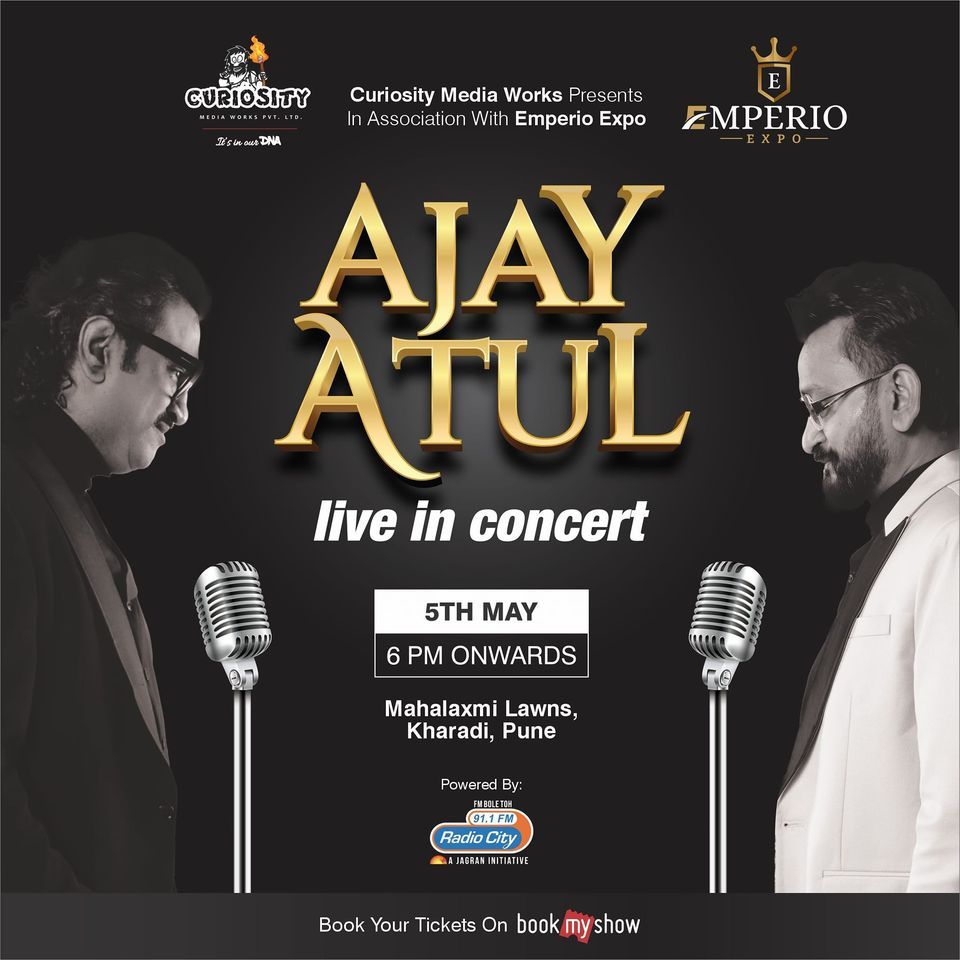 CURIOSITY
MEDIA WORKS PVT. LTD.
It's in our DNA
Curiosity Media Works Presents
In Association With Emperio Expo
E
EMPERIO
EXPO
AJAY
ATUL
live in concert
5TH MAY
6 PM ONWARDS
Mahalaxmi Lawns,
Kharadi, Pune
Powered By:
FM BOLE TOH
91.1 FM
Radio City
A JAGRAN INITIATIVE
Book Your Tickets On bookmyshow